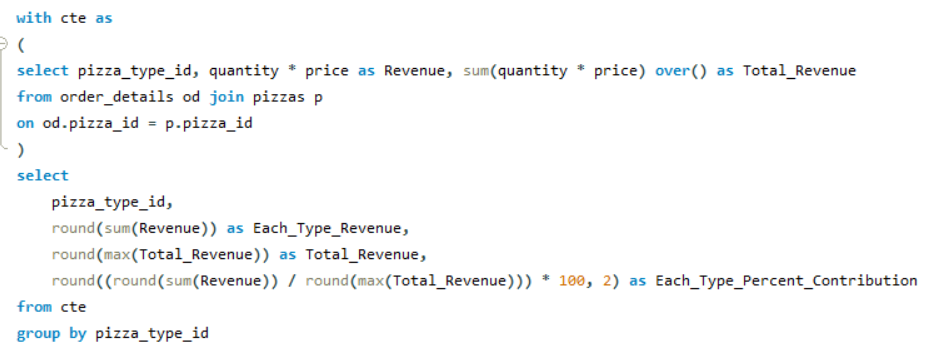 with cte as
(
select pizza_type_id, quantity * price as Revenue, sum(quantity * price) over() as Total_Revenue
from order_details od join pizzas p
on od.pizza_id = p.pizza_id
)
select
    pizza_type_id,
    round(sum(Revenue)) as Each_Type_Revenue,
    round(max(Total_Revenue)) as Total_Revenue,
    round((round(sum(Revenue)) / round(max(Total_Revenue))) * 100, 2) as Each_Type_Percent_Contribution
from cte
group by pizza_type_id